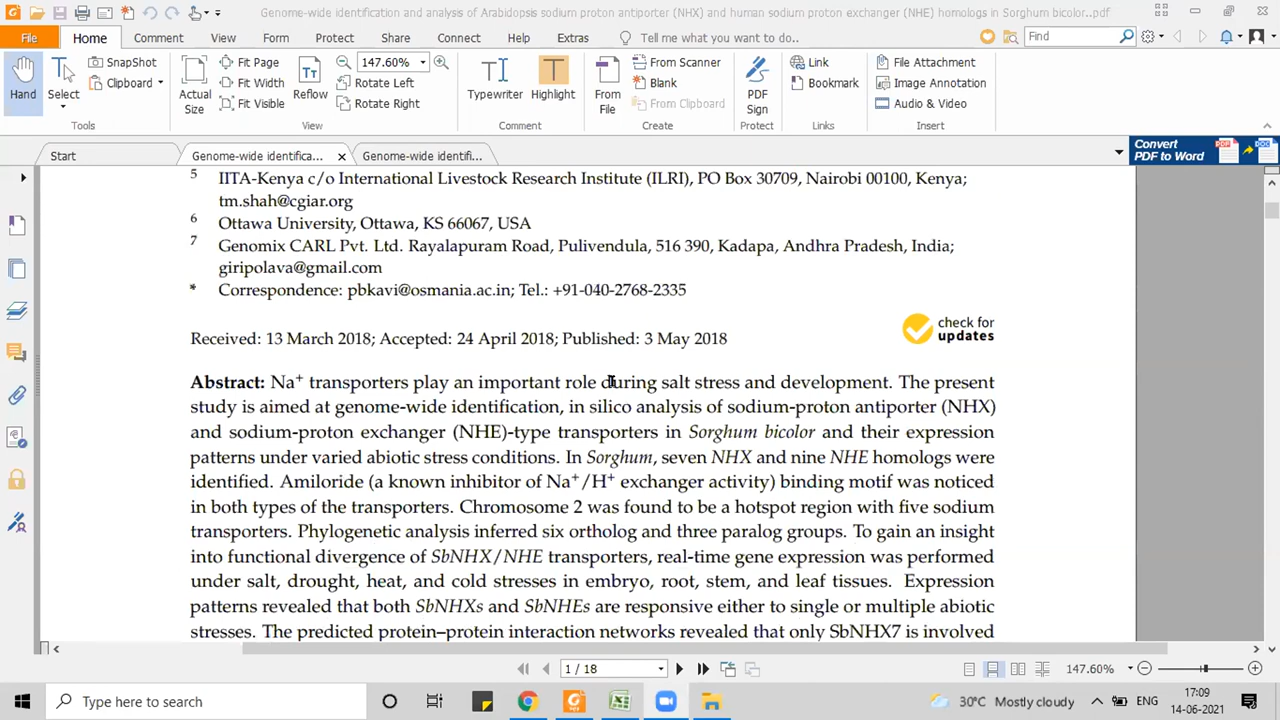 Genome-wide identification and analysis of Arabidopsis sodium proton antiporter (NHX) and human sodium proton exchanger (NHE) homologs in Sorghum bicolor..pdf
File Home Comment View Form Protect Share Connect Help Extras Tell me what you want to do.. Find
Hand
Select
SnapShot
Clipboard
Tools
Actual Size
Fit Page
Fit Width
Fit Visible
Reflow
147.60%
Rotate Left
Rotate Right
View
Typewriter
Highlight
Comment
From File
From Scanner
Blank
From Clipboard
Create
PDF Sign
Protect
Link
Bookmark
Links
File Attachment
Image Annotation
Audio & Video
Insert
Start
Genome-wide identifica...
Genome-wide identifi...
Convert
PDF to Word
5 IITA-Kenya c/o International Livestock Research Institute (ILRI), PO Box 30709, Nairobi 00100, Kenya;
tm.shah@cgiar.org
6 Ottawa University, Ottawa, KS 66067, USA
7 Genomix CARL Pvt. Ltd. Rayalapuram Road, Pulivendula, 516 390, Kadapa, Andhra Pradesh, India;
giripolava@gmail.com
* Correspondence: pbkavi@osmania.ac.in; Tel.: +91-040-2768-2335
check for
updates
Received: 13 March 2018; Accepted: 24 April 2018; Published: 3 May 2018
Abstract: Na+ transporters play an important role during salt stress and development. The present
study is aimed at genome-wide identification, in silico analysis of sodium-proton antiporter (NHX)
and sodium-proton exchanger (NHE)-type transporters in Sorghum bicolor and their expression
patterns under varied abiotic stress conditions. In Sorghum, seven NHX and nine NHE homologs were
identified. Amiloride (a known inhibitor of Na+/H+ exchanger activity) binding motif was noticed
in both types of the transporters. Chromosome 2 was found to be a hotspot region with five sodium
transporters. Phylogenetic analysis inferred six ortholog and three paralog groups. To gain an insight
into functional divergence of SbNHX/NHE transporters, real-time gene expression was performed
under salt, drought, heat, and cold stresses in embryo, root, stem, and leaf tissues. Expression
patterns revealed that both SbNHXs and SbNHEs are responsive either to single or multiple abiotic
stresses. The predicted protein–protein interaction networks revealed that only SbNHX7 is involved
1 / 18
147.60%
Type here to search
30°C Mostly cloudy
ENG
17:09
14-06-2021